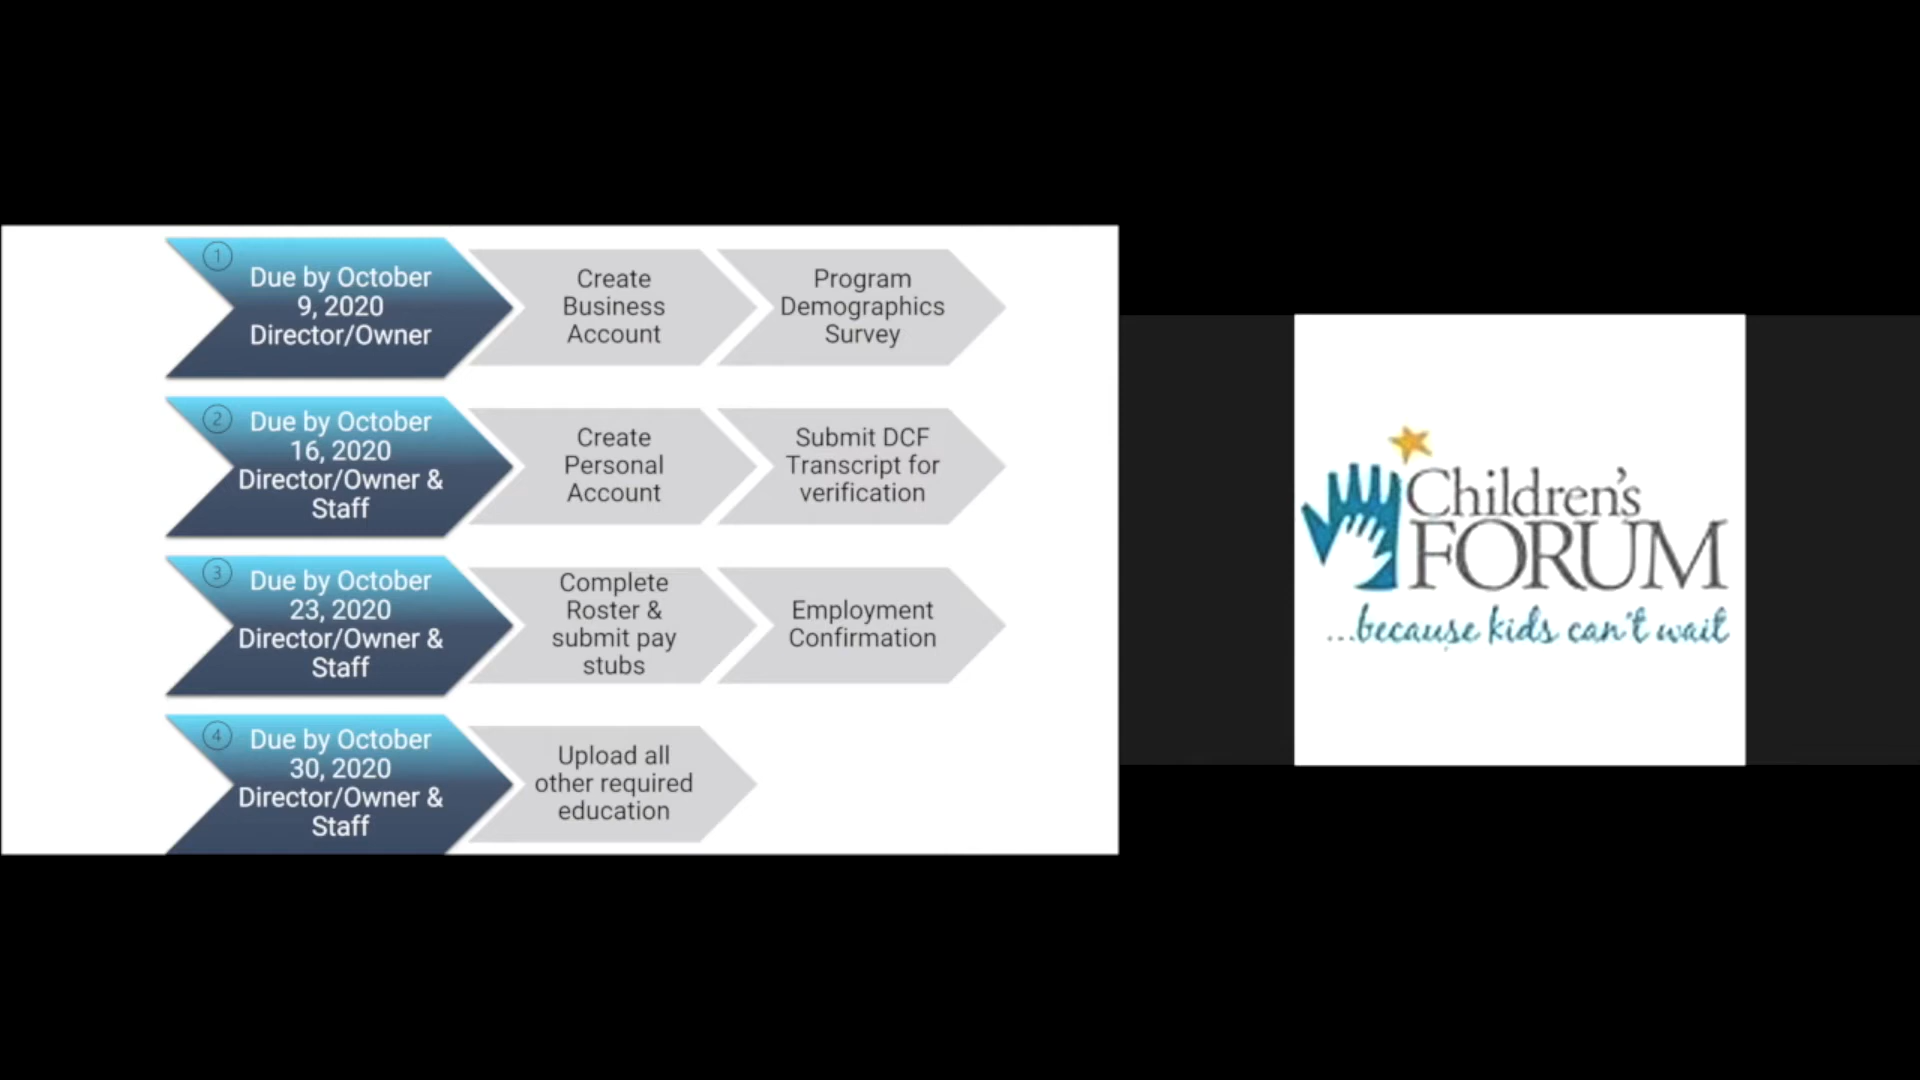 1
Due by October
9, 2020
Director/Owner
Create
Business
Account
Program
Demographics
Survey
2
Due by October
16, 2020
Director/Owner &
Staff
Create
Personal
Account
Submit DCF
Transcript for
verification
3
Due by October
23, 2020
Director/Owner &
Staff
Complete
Roster &
submit pay
stubs
Employment
Confirmation
4
Due by October
30, 2020
Director/Owner &
Staff
Upload all
other required
education
Children's
FORUM
...because kids can't wait